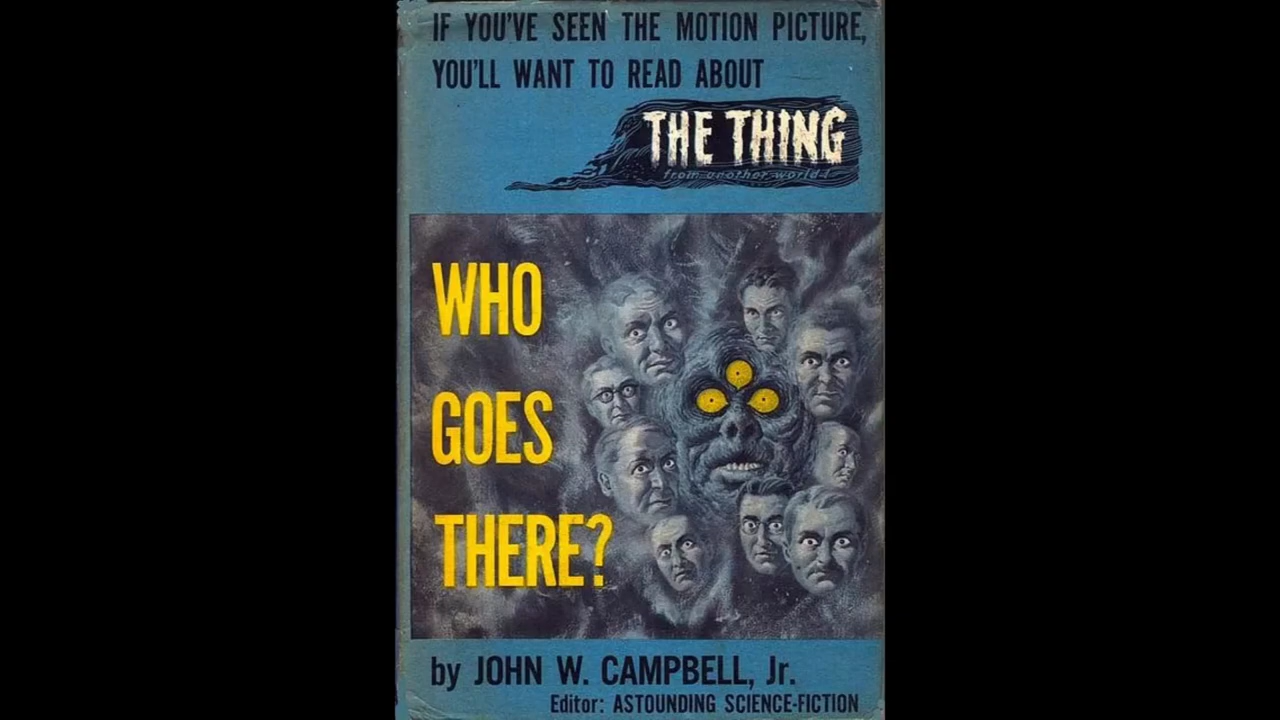 IF YOU'VE SEEN THE MOTION PICTURE,
YOU'LL WANT TO READ ABOUT
THE THING
from another world!
WHO
GOES
THERE?
by JOHN W. CAMPBELL, Jr.
Editor: ASTOUNDING SCIENCE-FICTION